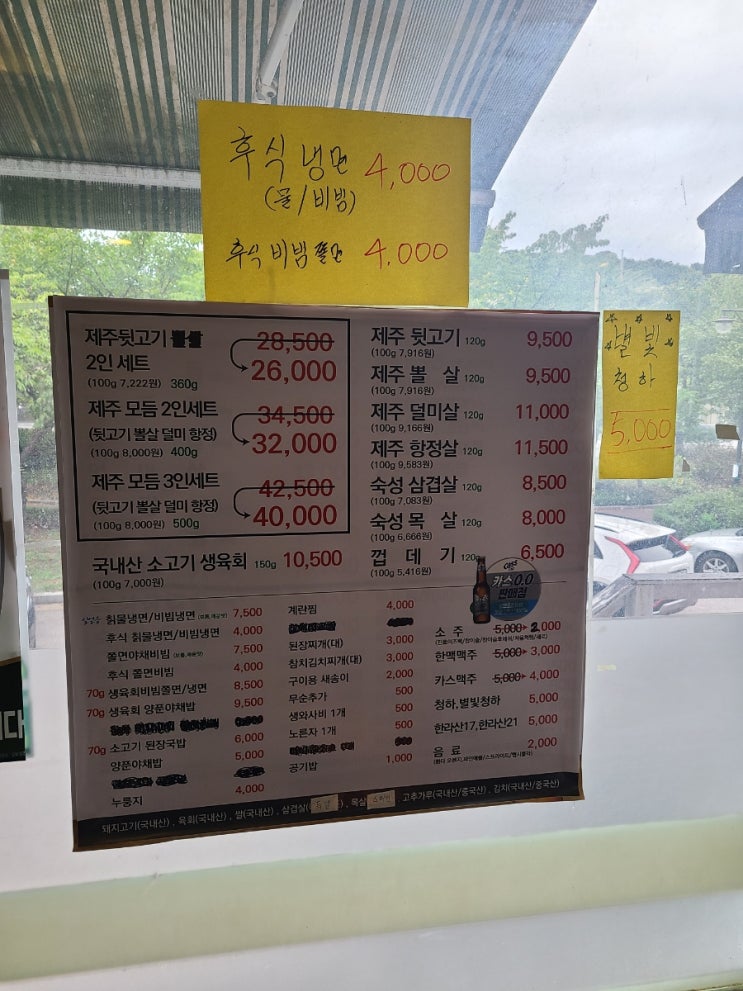 후식 냉면 4,000
(물/비빔)
후식 비빔쫄면 4,000
별빛
청하
5,000
제주뒷고기 뽈살 28,500
2인 세트 26,000
(100g 7,222원) 360g
제주 모듬 2인세트 34,500
(뒷고기 뽈살 덜미 항정) 32,000
(100g 8,000원) 400g
제주 모듬 3인세트 42,500
(뒷고기 뽈살 덜미 항정) 40,000
(100g 8,000원) 500g
국내산 소고기 생육회 150g 10,500
(100g 7,000원)
제주 뒷고기 120g 9,500
(100g 7,916원)
제주 뽈 살 120g 9,500
(100g 7,916원)
제주 덜미살 120g 11,000
(100g 9,166원)
제주 항정살 120g 11,500
(100g 9,583원)
숙성 삼겹살 120g 8,500
(100g 7,083원)
숙성 목 살 120g 8,000
(100g 6,666원)
껍 데 기 120g 6,500
(100g 5,416원)
Cass
카스 0.0
판매점
칡물냉면/비빔냉면 7,500
후식 칡물냉면/비빔냉면 4,000
쫄면야채비빔 7,500
후식 쫄면비빔 4,000
70g 생육회비빔쫄면/냉면 8,500
70g 생육회 양푼야채밥 9,500
70g 소고기 된장국밥 6,000
양푼야채비밥 5,000
누룽지 4,000
계란찜 4,000
된장찌개(대) 3,000
참치김치찌개(대) 3,000
구이용 새송이 2,000
무순추가 500
생와사비 1개 500
노른자 1개 500
공기밥 1,000
소 주 5,000→2,000
한맥맥주 5,000→3,000
카스맥주 5,000→4,000
청하,별빛청하 5,000
한라산17,한라산21 5,000
음 료 2,000
돼지고기(국내산) , 육회(국내산) , 쌀(국내산) , 삼겹살( ) , 목살 고추가루(국내산/중국산) , 김치(국내산/중국산)